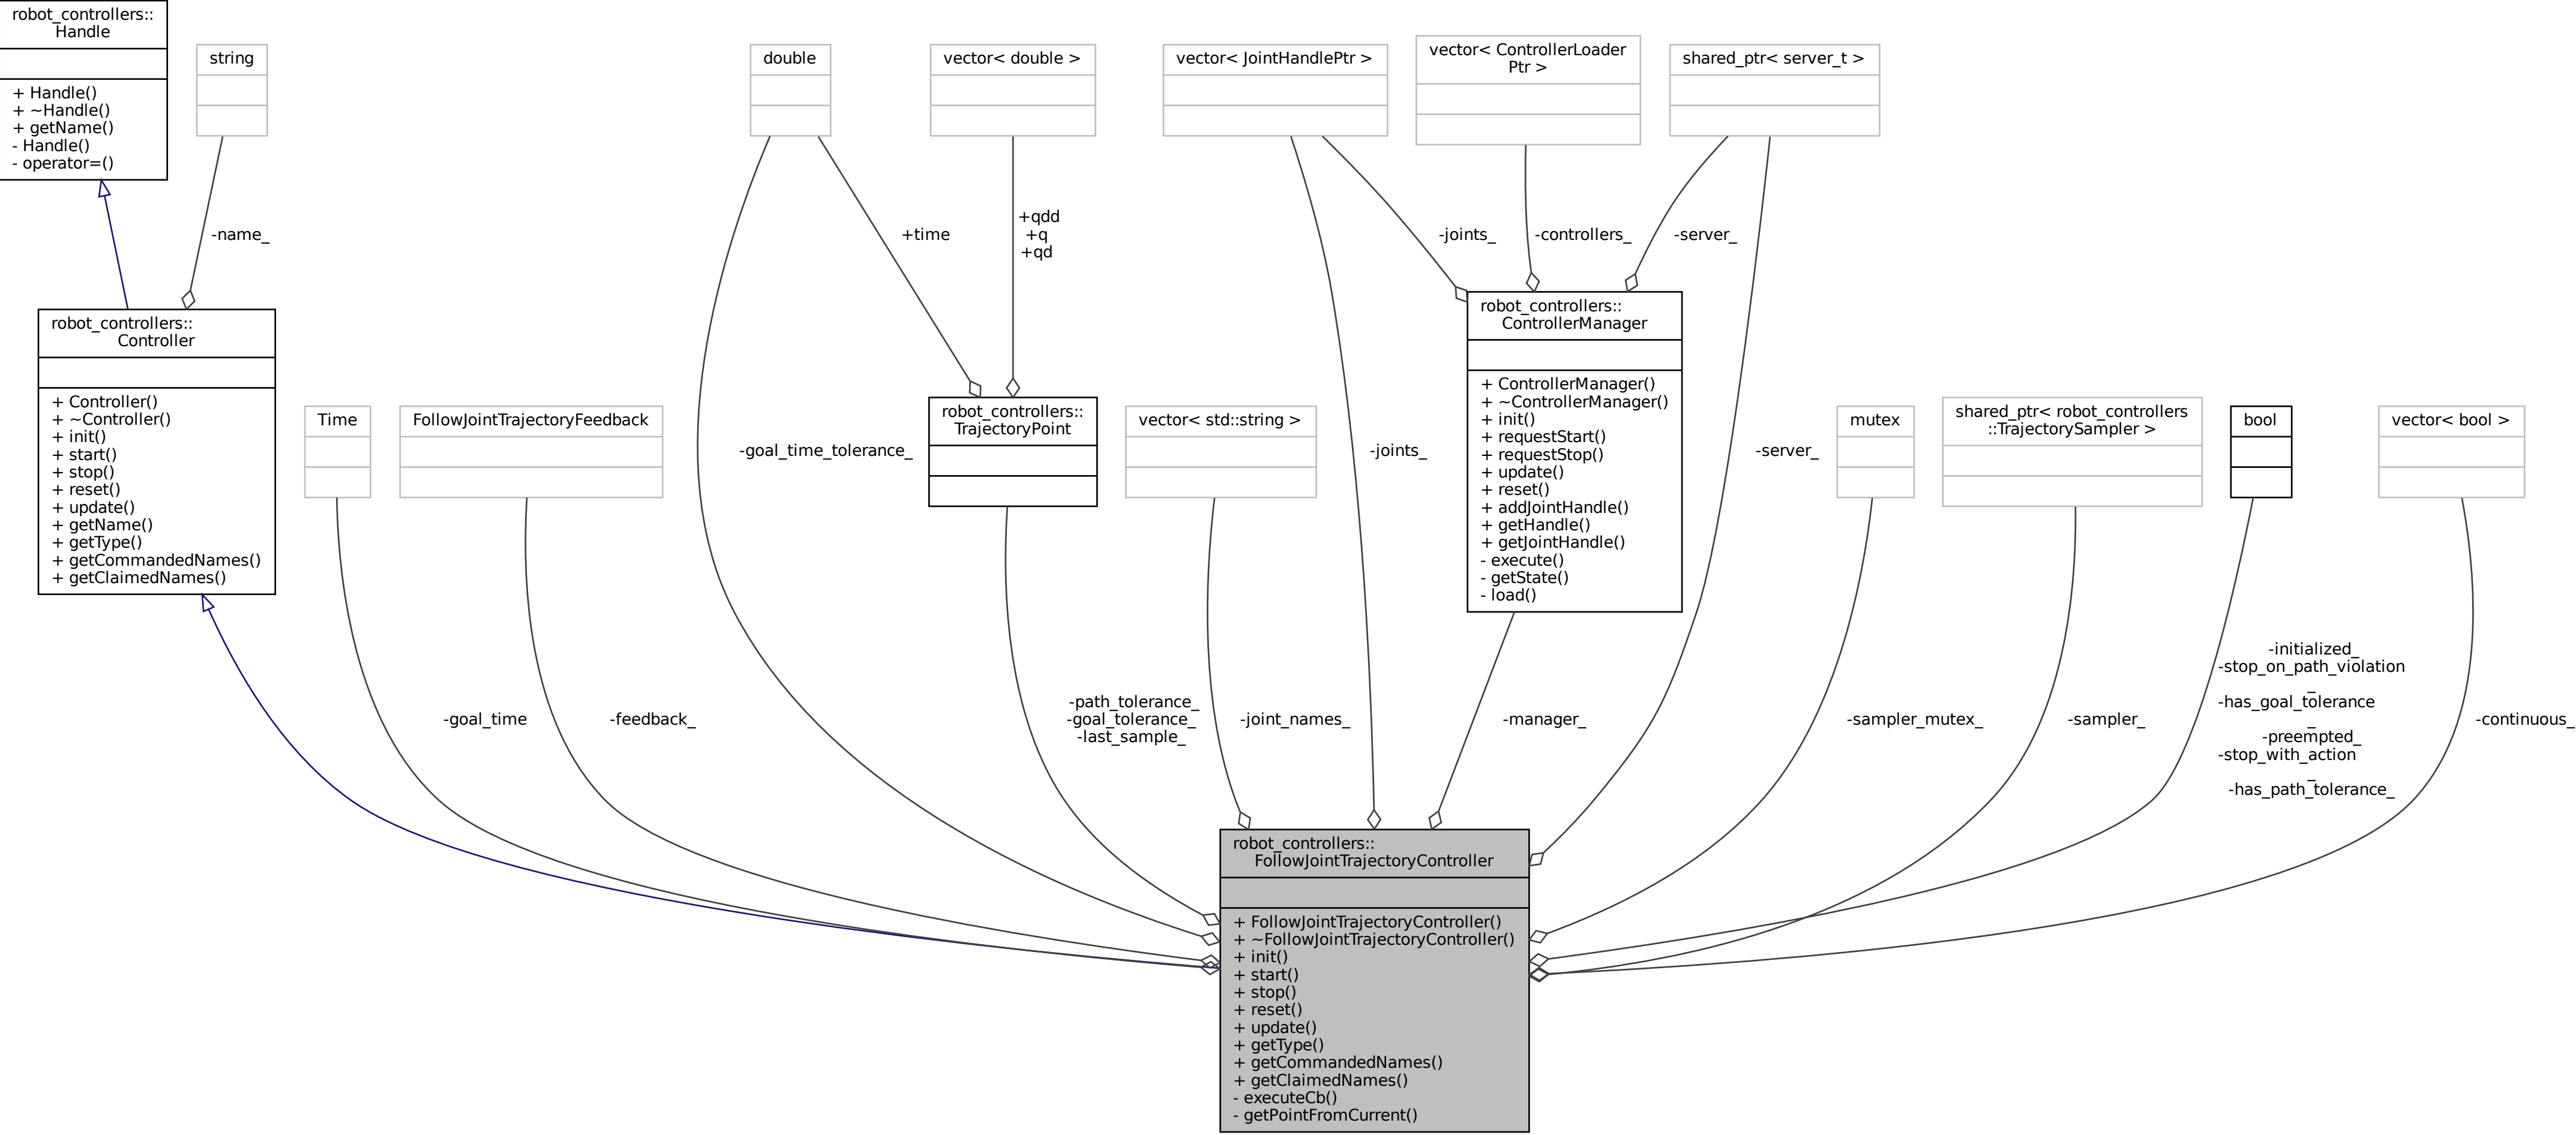 robot_controllers::
Handle
+ Handle()
+ ~Handle()
+ getName()
- Handle()
- operator=()
string
double
vector< double >
vector< JointHandlePtr >
vector< ControllerLoader
Ptr >
shared_ptr< server_t >
-name_
+time
+qdd
+q
+qd
-joints_
-controllers_
-server_
robot_controllers::
Controller
+ Controller()
+ ~Controller()
+ init()
+ start()
+ stop()
+ reset()
+ update()
+ getName()
+ getType()
+ getCommandedNames()
+ getClaimedNames()
Time
FollowJointTrajectoryFeedback
-goal_time_tolerance_
robot_controllers::
TrajectoryPoint
vector< std::string >
-joints_
robot_controllers::
ControllerManager
+ ControllerManager()
+ ~ControllerManager()
+ init()
+ requestStart()
+ requestStop()
+ update()
+ reset()
+ addJointHandle()
+ getHandle()
+ getJointHandle()
- execute()
- getState()
- load()
-server_
mutex
shared_ptr< robot_controllers
::TrajectorySampler >
bool
vector< bool >
-goal_time
-feedback_
-path_tolerance_
-goal_tolerance_
-last_sample_
-joint_names_
-manager_
-sampler_mutex_
-sampler_
-initialized_
-stop_on_path_violation
_
-has_goal_tolerance
_
-preempted_
-stop_with_action
_
-has_path_tolerance_
-continuous_
robot_controllers::
FollowJointTrajectoryController
+ FollowJointTrajectoryController()
+ ~FollowJointTrajectoryController()
+ init()
+ start()
+ stop()
+ reset()
+ update()
+ getType()
+ getCommandedNames()
+ getClaimedNames()
- executeCb()
- getPointFromCurrent()